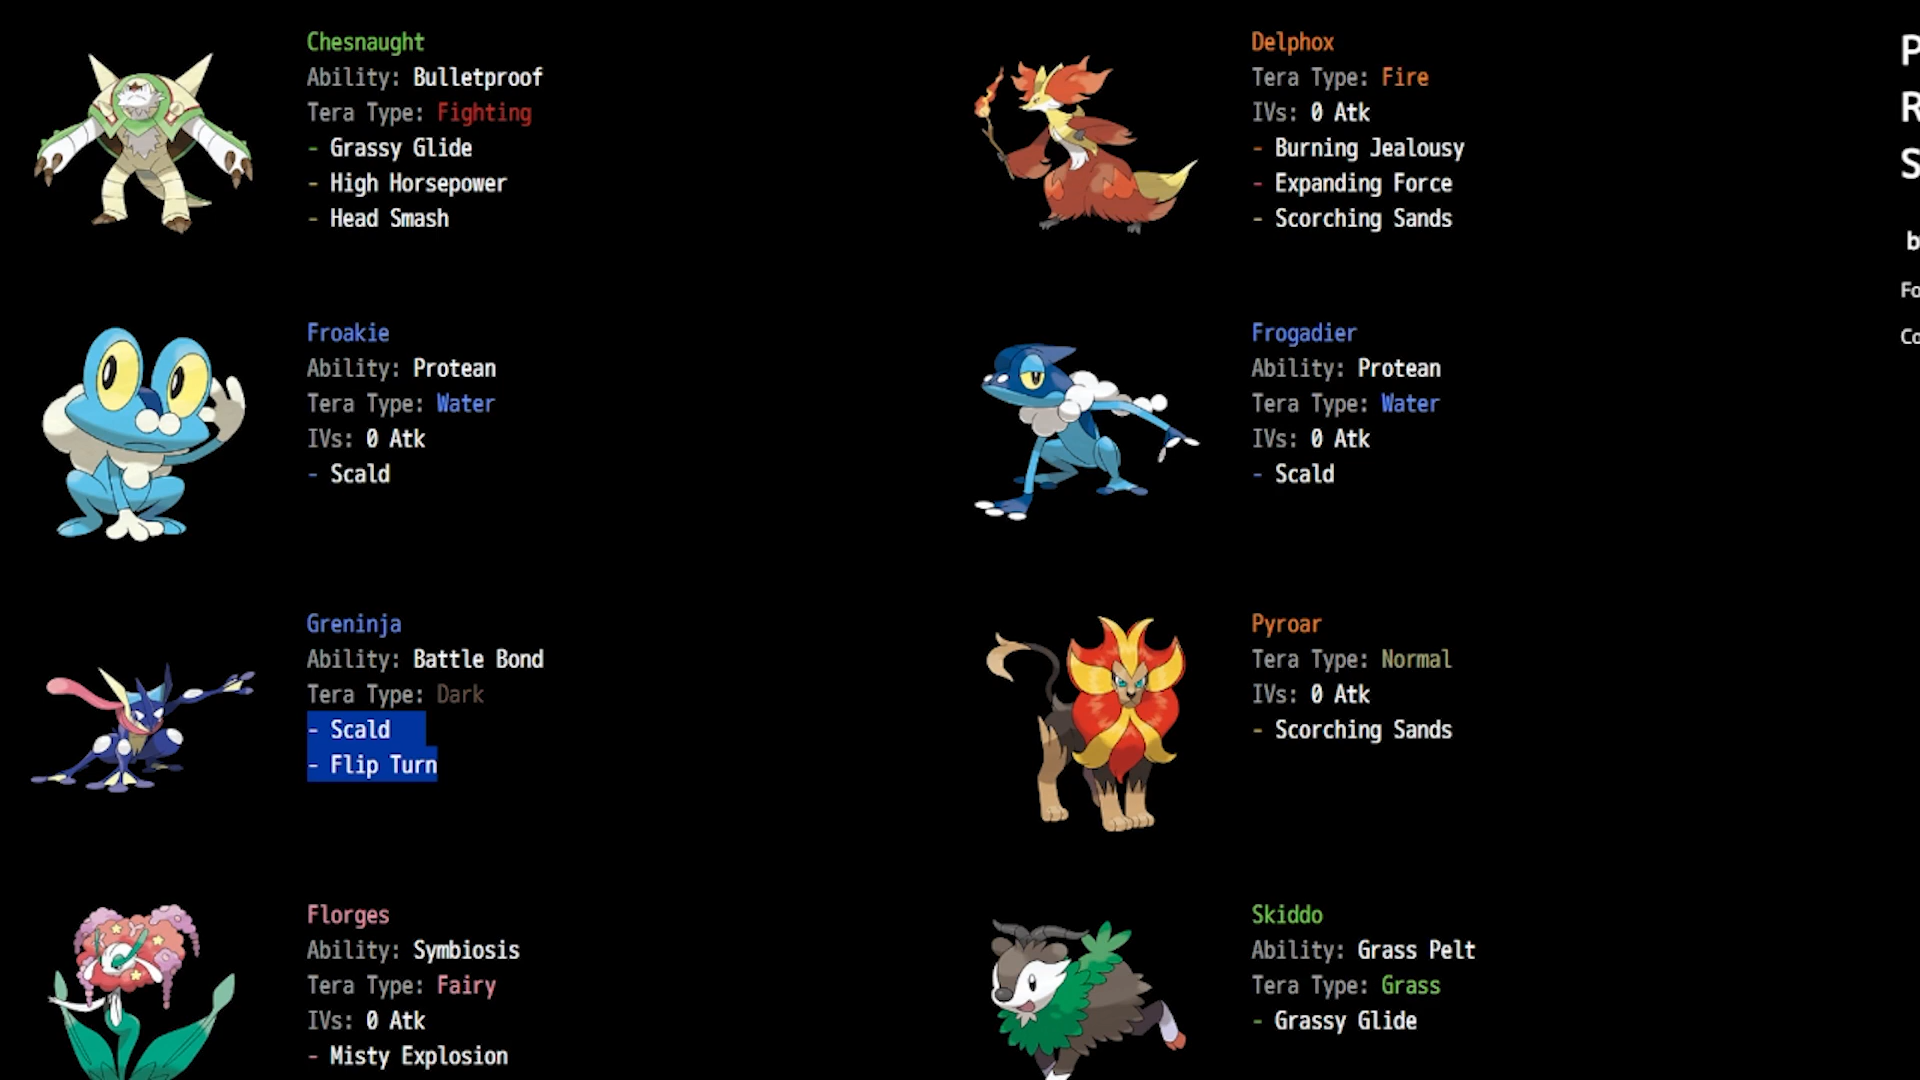 Chesnaught
Ability: Bulletproof
Tera Type: Fighting
- Grassy Glide
- High Horsepower
- Head Smash
Delphox
Tera Type: Fire
IVs: 0 Atk
- Burning Jealousy
- Expanding Force
- Scorching Sands
Froakie
Ability: Protean
Tera Type: Water
IVs: 0 Atk
- Scald
Frogadier
Ability: Protean
Tera Type: Water
IVs: 0 Atk
- Scald
Greninja
Ability: Battle Bond
Tera Type: Dark
- Scald
- Flip Turn
Pyroar
Tera Type: Normal
IVs: 0 Atk
- Scorching Sands
Florges
Ability: Symbiosis
Tera Type: Fairy
IVs: 0 Atk
- Misty Explosion
Skiddo
Ability: Grass Pelt
Tera Type: Grass
- Grassy Glide